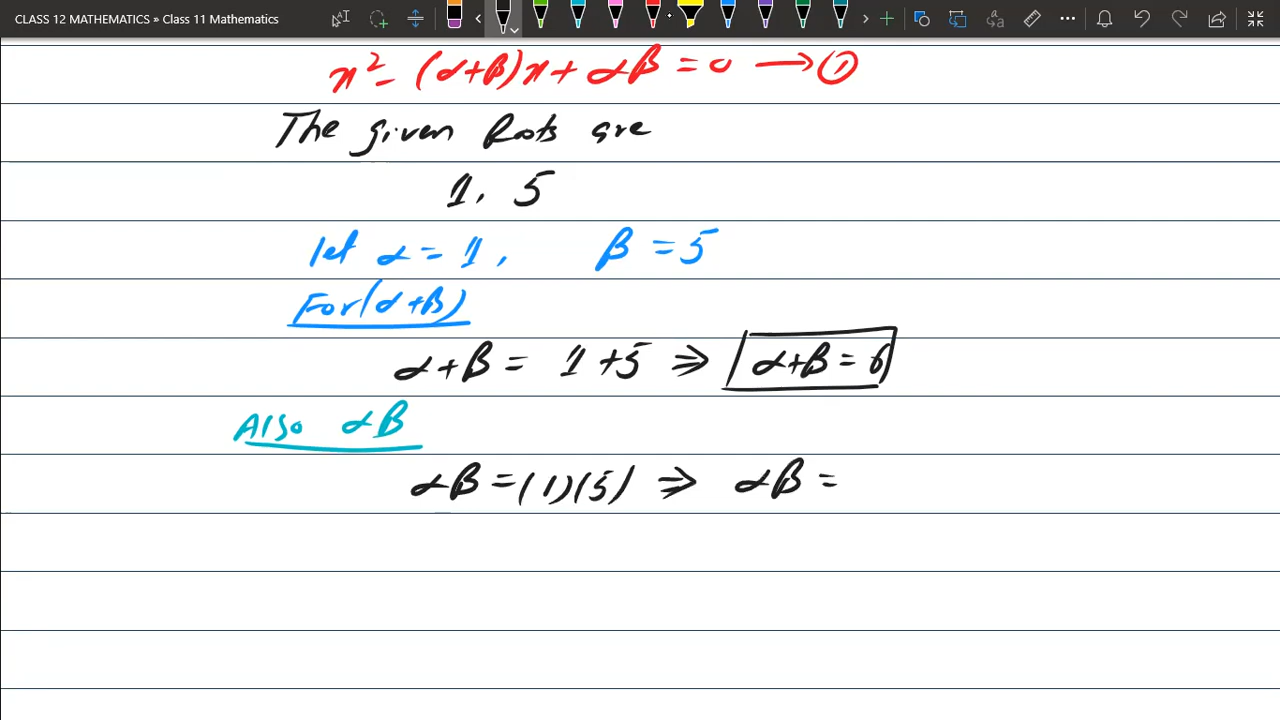 CLASS 12 MATHEMATICS » Class 11 Mathematics
x² - (α+β)x + αβ = 0 → ①
The given Roots are
1, 5
let α = 1, β = 5
For (α+β)
α+β = 1+5 ⇒ α+β = 6
Also αβ
αβ = (1)(5) ⇒ αβ =